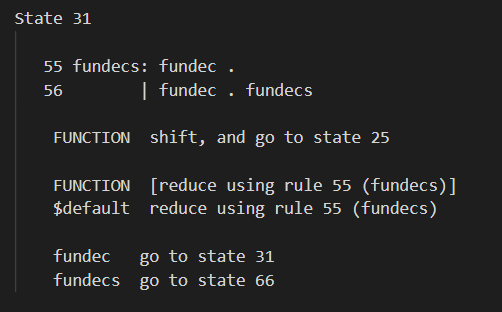 State 31
55 fundecs: fundec .
56 | fundec . fundecs
FUNCTION shift, and go to state 25
FUNCTION [reduce using rule 55 (fundecs)]
$default reduce using rule 55 (fundecs)
fundec go to state 31
fundecs go to state 66